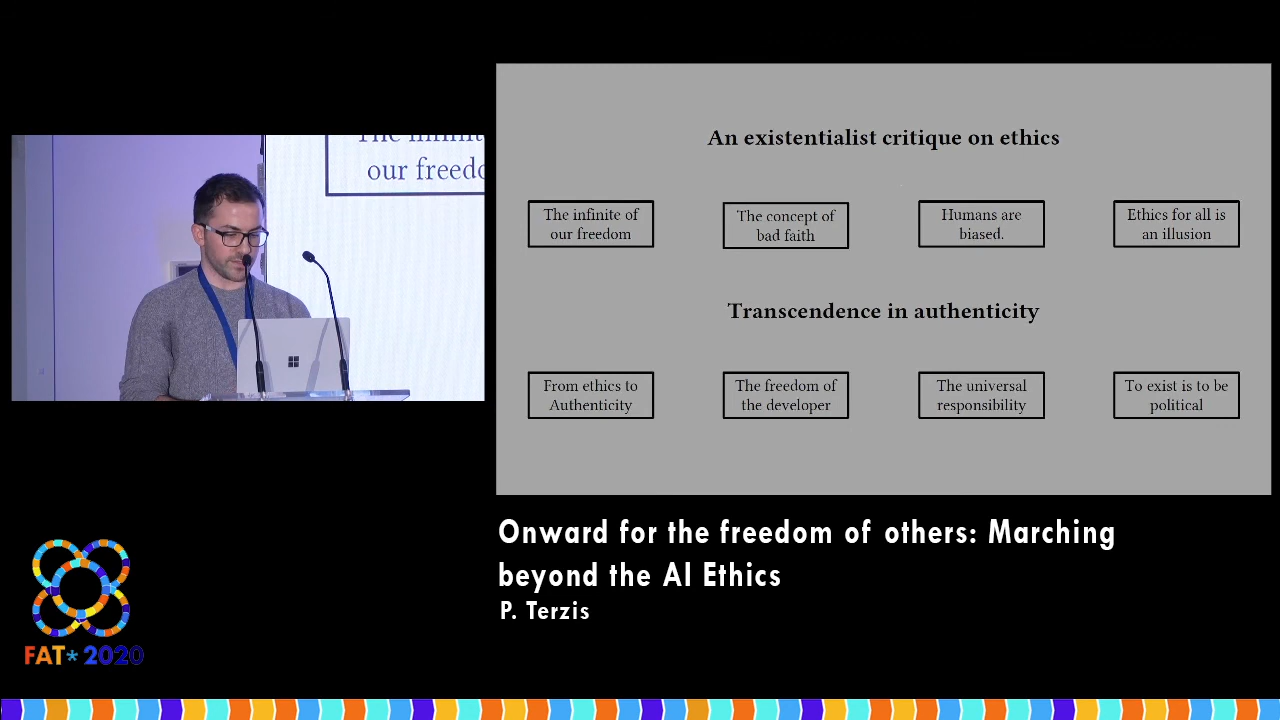 The infinite
our freedo
An existentialist critique on ethics
The infinite of
our freedom
The concept of
bad faith
Humans are
biased.
Ethics for all is
an illusion
Transcendence in authenticity
From ethics to
Authenticity
The freedom of
the developer
The universal
responsibility
To exist is to be
political
Onward for the freedom of others: Marching
beyond the AI Ethics
P. Terzis
FAT* 2020